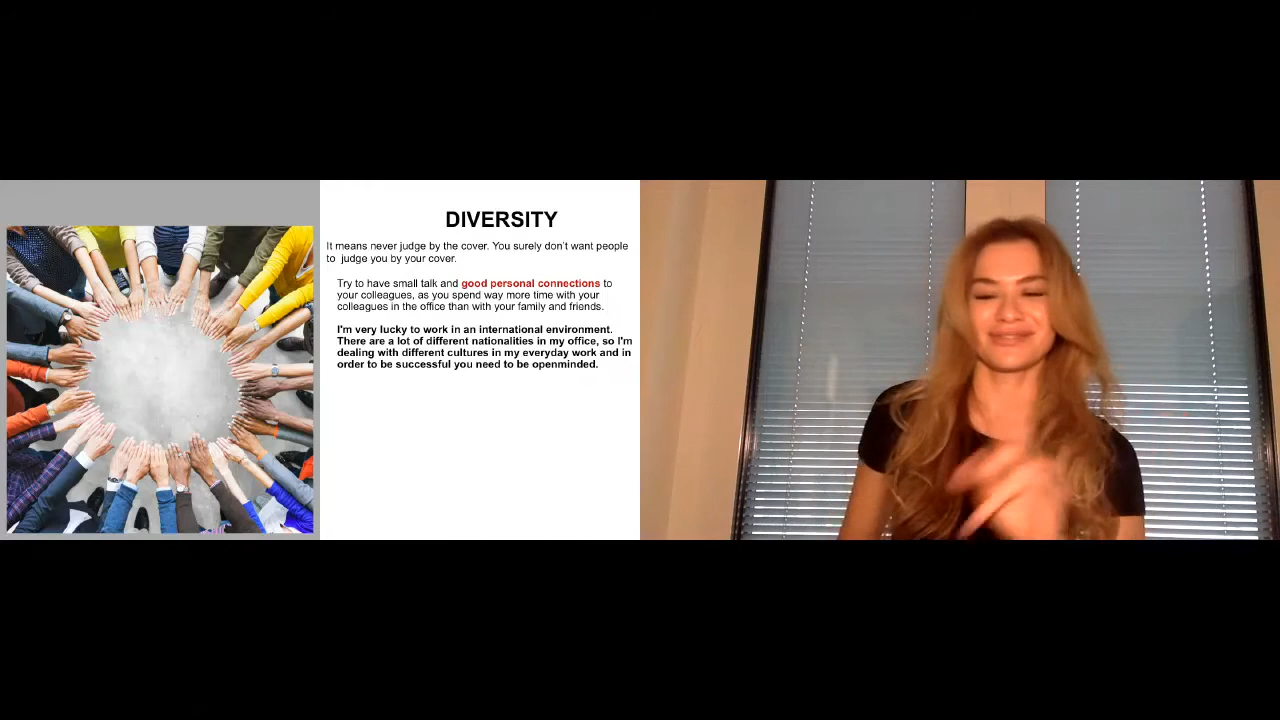 DIVERSITY
It means never judge by the cover. You surely don't want people
to judge you by your cover.
Try to have small talk and good personal connections to
your colleagues, as you spend way more time with your
colleagues in the office than with your family and friends.
I'm very lucky to work in an international environment.
There are a lot of different nationalities in my office, so I'm
dealing with different cultures in my everyday work and in
order to be successful you need to be openminded.